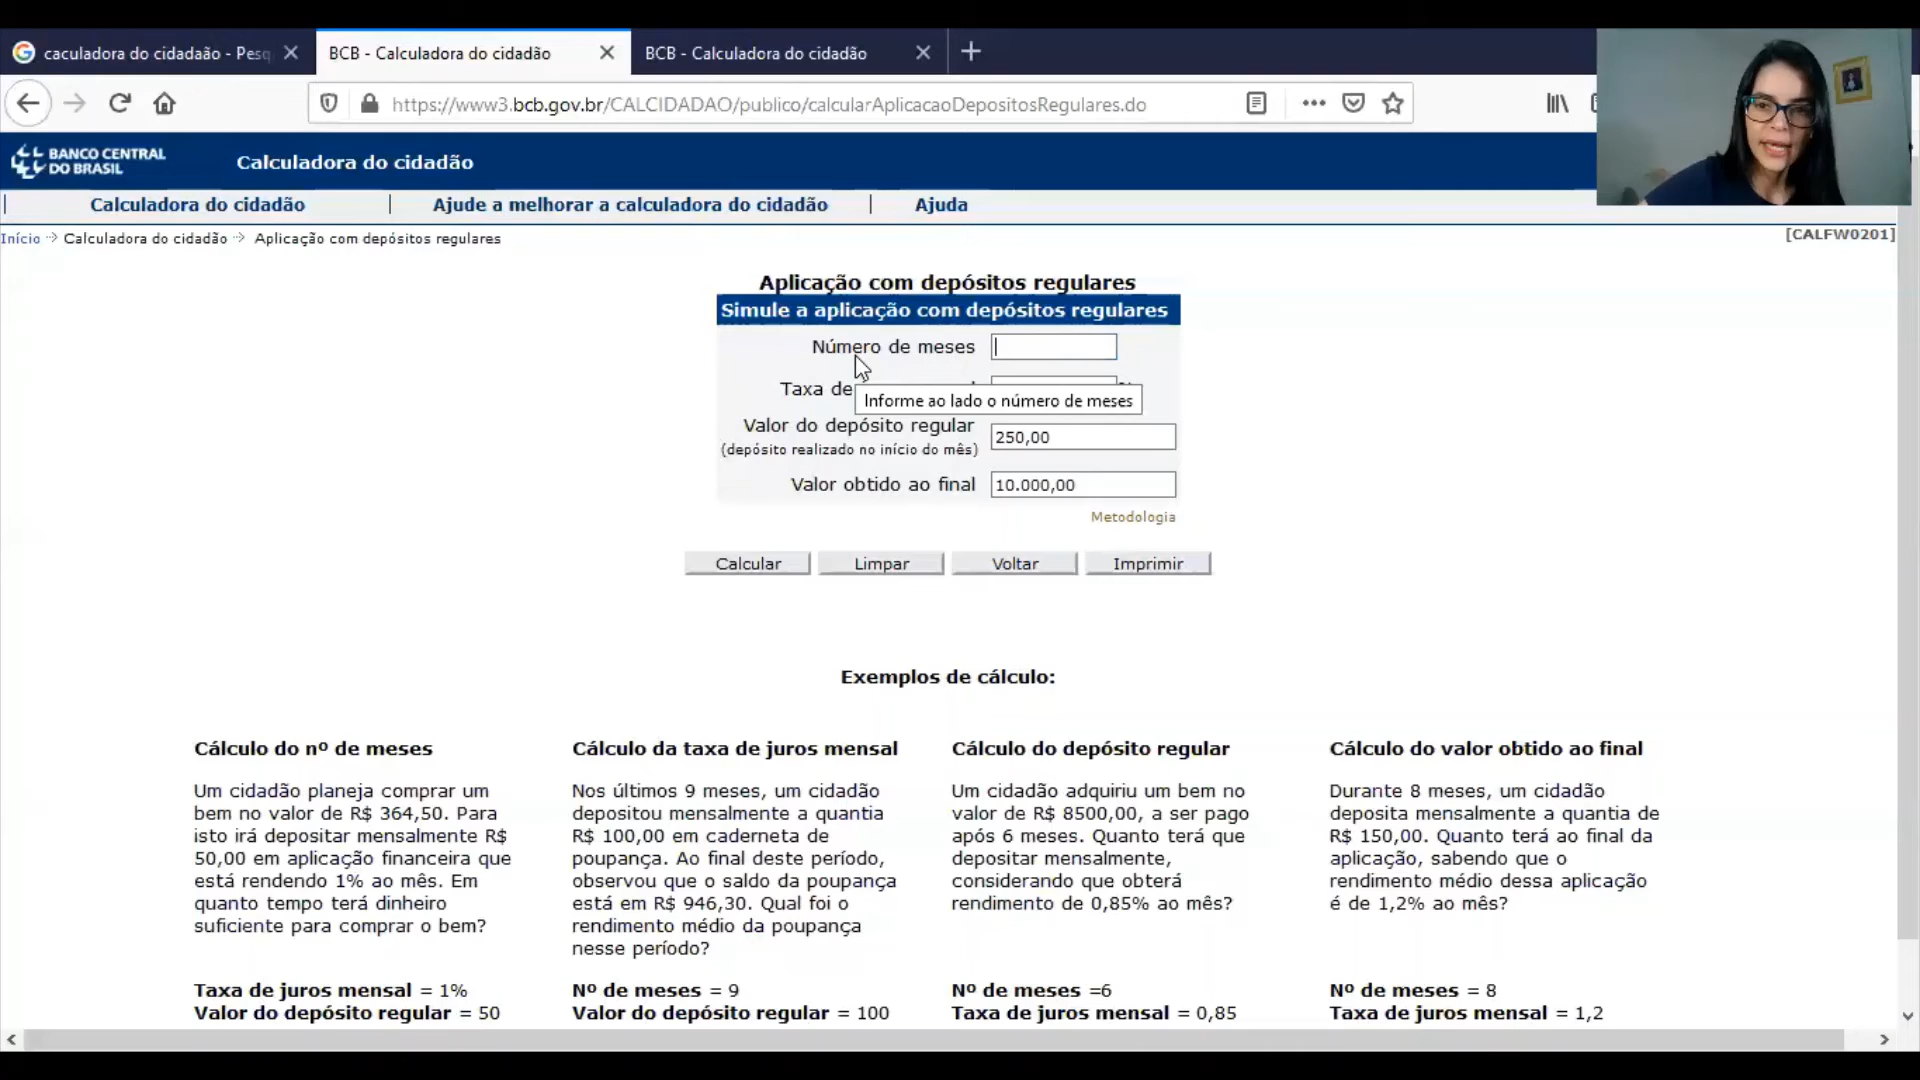 caculadora do cidadaão - Pesq
BCB - Calculadora do cidadão
BCB - Calculadora do cidadão
https://www3.bcb.gov.br/CALCIDADAO/publico/calcularAplicacaoDepositosRegulares.do
BANCO CENTRAL
DO BRASIL
Calculadora do cidadão
Calculadora do cidadão
Ajude a melhorar a calculadora do cidadão
Ajuda
Início Calculadora do cidadão Aplicação com depósitos regulares
[CALFW0201]
Aplicação com depósitos regulares
Simule a aplicação com depósitos regulares
Número de meses
Taxa de
Informe ao lado o número de meses
Valor do depósito regular
(depósito realizado no início do mês)
250,00
Valor obtido ao final
10.000,00
Metodologia
Calcular
Limpar
Voltar
Imprimir
Exemplos de cálculo:
Cálculo do nº de meses
Um cidadão planeja comprar um
bem no valor de R$ 364,50. Para
isto irá depositar mensalmente R$
50,00 em aplicação financeira que
está rendendo 1% ao mês. Em
quanto tempo terá dinheiro
suficiente para comprar o bem?
Taxa de juros mensal = 1%
Valor do depósito regular = 50
Cálculo da taxa de juros mensal
Nos últimos 9 meses, um cidadão
depositou mensalmente a quantia
R$ 100,00 em caderneta de
poupança. Ao final deste período,
observou que o saldo da poupança
está em R$ 946,30. Qual foi o
rendimento médio da poupança
nesse período?
Nº de meses = 9
Valor do depósito regular = 100
Cálculo do depósito regular
Um cidadão adquiriu um bem no
valor de R$ 8500,00, a ser pago
após 6 meses. Quanto terá que
depositar mensalmente,
considerando que obterá
rendimento de 0,85% ao mês?
Nº de meses =6
Taxa de juros mensal = 0,85
Cálculo do valor obtido ao final
Durante 8 meses, um cidadão
deposita mensalmente a quantia de
R$ 150,00. Quanto terá ao final da
aplicação, sabendo que o
rendimento médio dessa aplicação
é de 1,2% ao mês?
Nº de meses = 8
Taxa de juros mensal = 1,2